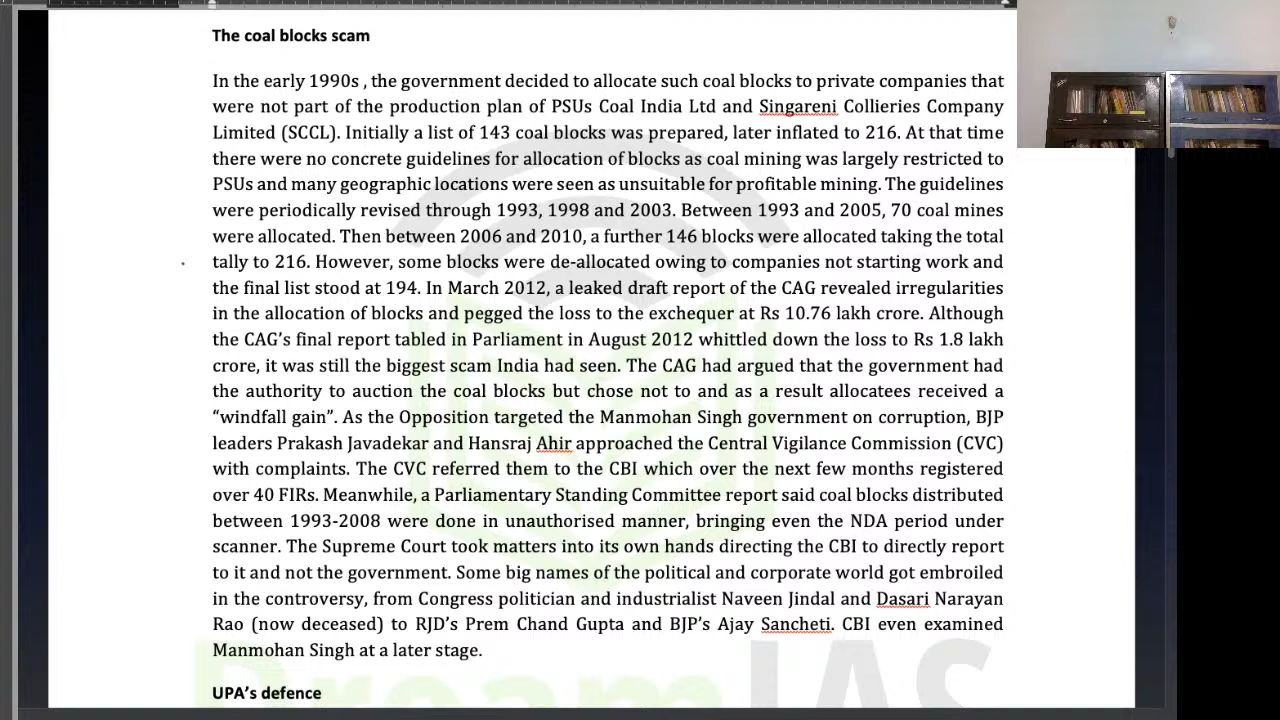 The coal blocks scam
In the early 1990s , the government decided to allocate such coal blocks to private companies that
were not part of the production plan of PSUs Coal India Ltd and Singareni Collieries Company
Limited (SCCL). Initially a list of 143 coal blocks was prepared, later inflated to 216. At that time
there were no concrete guidelines for allocation of blocks as coal mining was largely restricted to
PSUs and many geographic locations were seen as unsuitable for profitable mining. The guidelines
were periodically revised through 1993, 1998 and 2003. Between 1993 and 2005, 70 coal mines
were allocated. Then between 2006 and 2010, a further 146 blocks were allocated taking the total
tally to 216. However, some blocks were de-allocated owing to companies not starting work and
the final list stood at 194. In March 2012, a leaked draft report of the CAG revealed irregularities
in the allocation of blocks and pegged the loss to the exchequer at Rs 10.76 lakh crore. Although
the CAG’s final report tabled in Parliament in August 2012 whittled down the loss to Rs 1.8 lakh
crore, it was still the biggest scam India had seen. The CAG had argued that the government had
the authority to auction the coal blocks but chose not to and as a result allocatees received a
“windfall gain”. As the Opposition targeted the Manmohan Singh government on corruption, BJP
leaders Prakash Javadekar and Hansraj Ahir approached the Central Vigilance Commission (CVC)
with complaints. The CVC referred them to the CBI which over the next few months registered
over 40 FIRs. Meanwhile, a Parliamentary Standing Committee report said coal blocks distributed
between 1993-2008 were done in unauthorised manner, bringing even the NDA period under
scanner. The Supreme Court took matters into its own hands directing the CBI to directly report
to it and not the government. Some big names of the political and corporate world got embroiled
in the controversy, from Congress politician and industrialist Naveen Jindal and Dasari Narayan
Rao (now deceased) to RJD’s Prem Chand Gupta and BJP’s Ajay Sancheti. CBI even examined
Manmohan Singh at a later stage.
UPA’s defence
Dream IAS